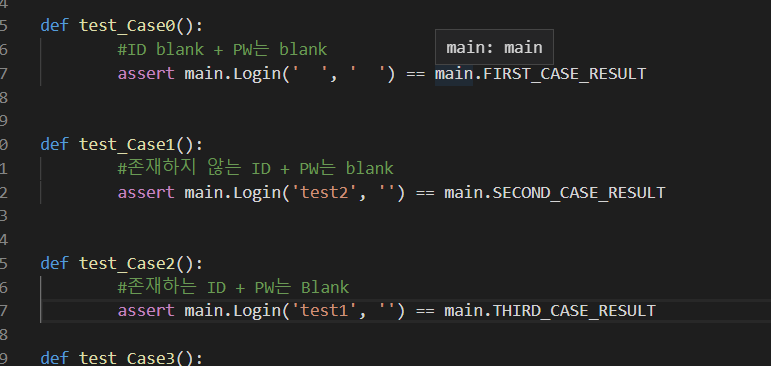 4
5 def test_Case0():
6 #ID blank + PW는 blank
main: main
7 assert main.Login('  ', '  ') == main.FIRST_CASE_RESULT
8
9
0 def test_Case1():
1 #존재하지 않는 ID + PW는 blank
2 assert main.Login('test2', '') == main.SECOND_CASE_RESULT
3
4
5 def test_Case2():
6 #존재하는 ID + PW는 Blank
7 assert main.Login('test1', '') == main.THIRD_CASE_RESULT
8
9 def test_Case3():